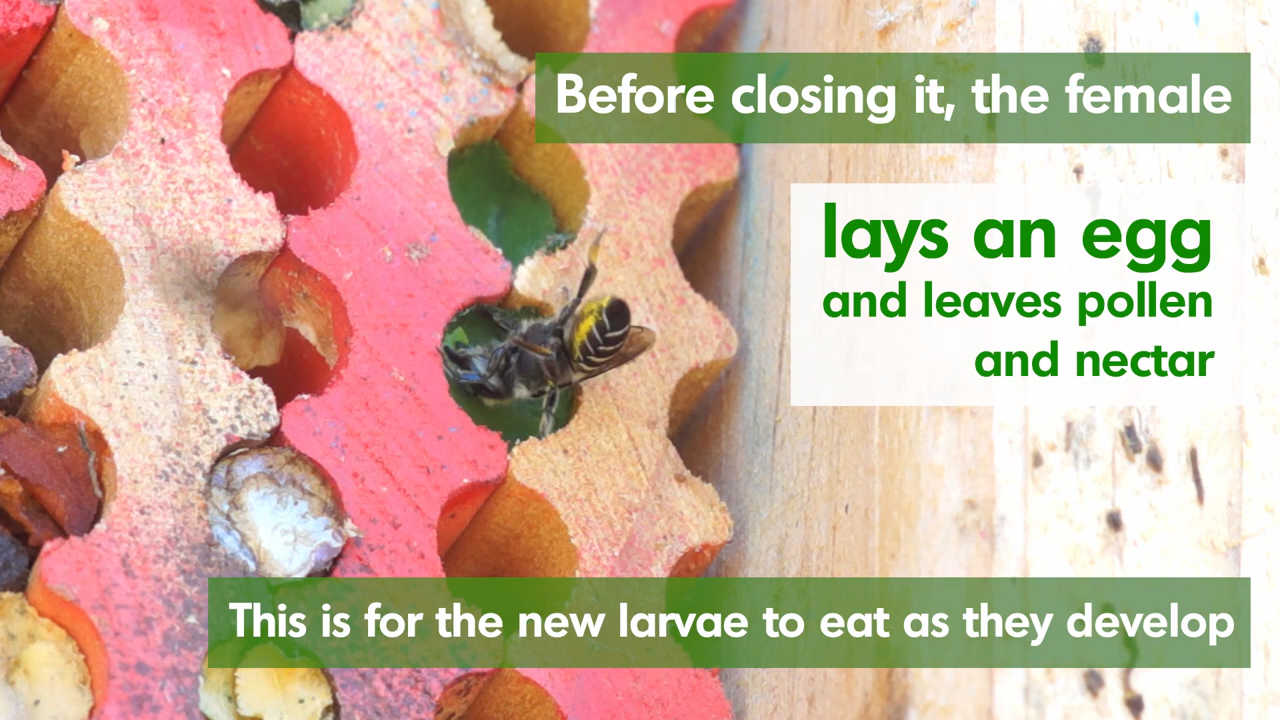 Before closing it, the female
lays an egg
and leaves pollen
and nectar
This is for the new larvae to eat as they develop